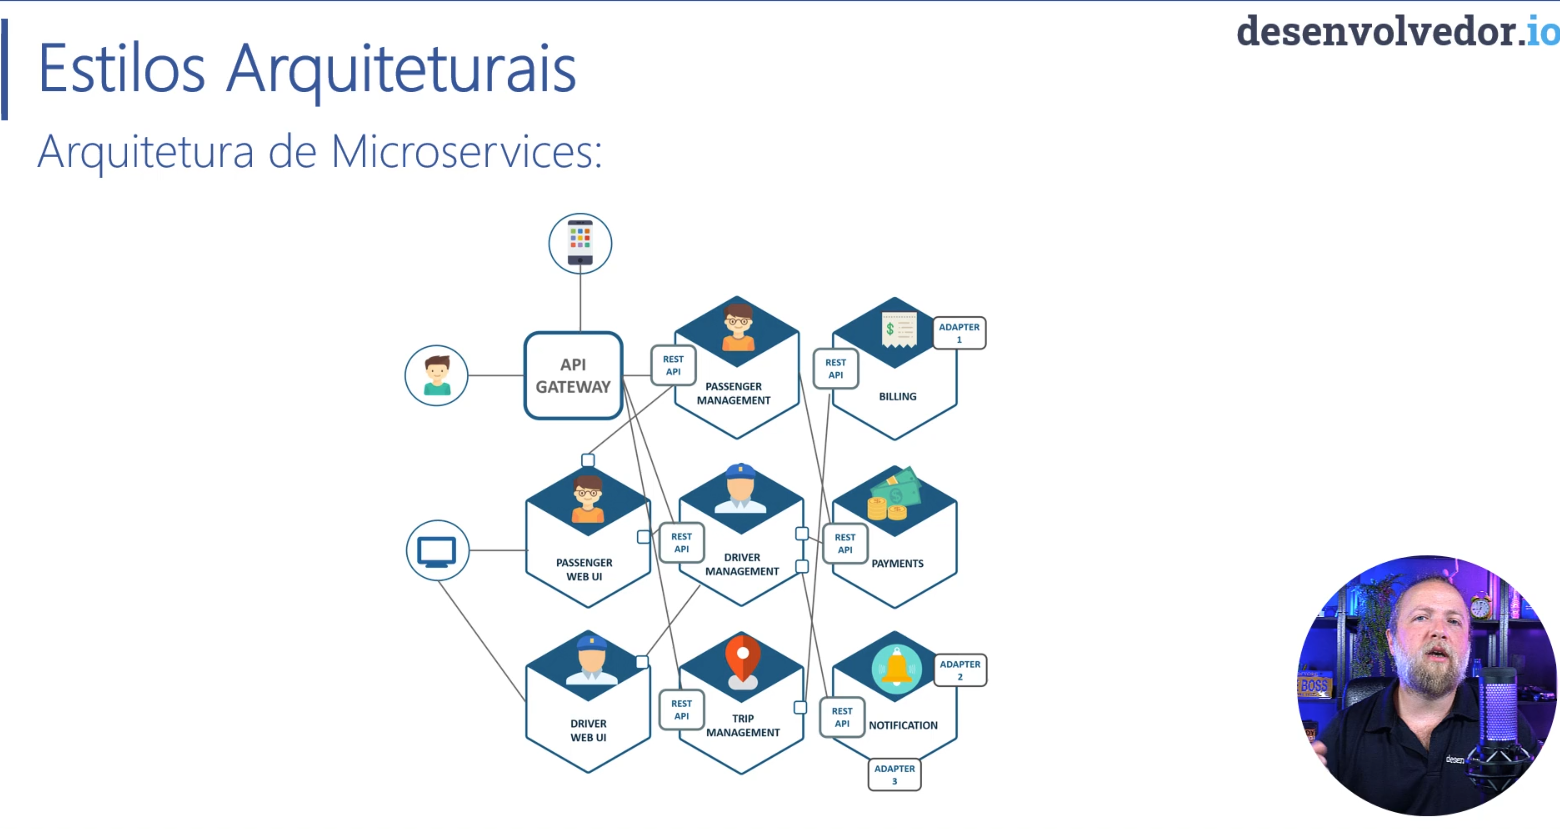 desenvolvedor.io
Estilos Arquiteturais
Arquitetura de Microservices:
API
GATEWAY
REST
API
PASSENGER
MANAGEMENT
REST
API
BILLING
ADAPTER
1
PASSENGER
WEB UI
REST
API
DRIVER
MANAGEMENT
REST
API
PAYMENTS
DRIVER
WEB UI
REST
API
TRIP
MANAGEMENT
REST
API
NOTIFICATION
ADAPTER
2
ADAPTER
3
BOSS
desen